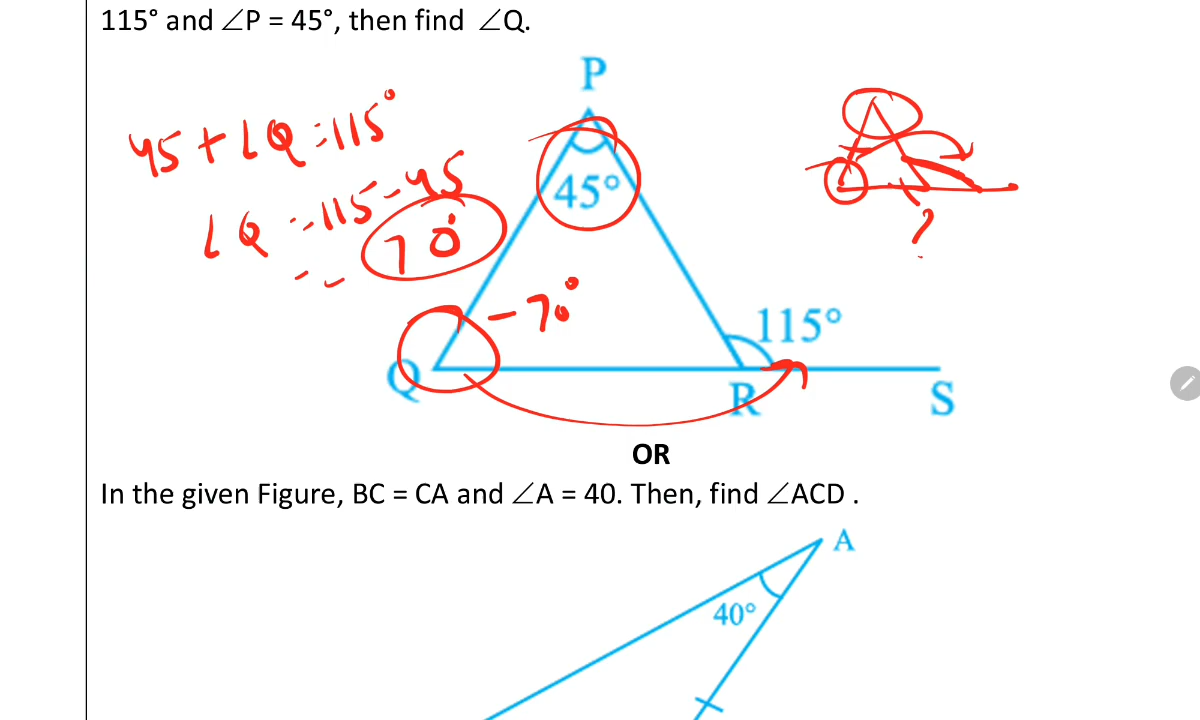 115° and ∠P = 45°, then find ∠Q.
P
45 + ∠Q = 115°
∠Q = 115 - 45
= 70°
45°
- 70°
?
115°
Q
R
S
OR
In the given Figure, BC = CA and ∠A = 40. Then, find ∠ACD .
A
40°